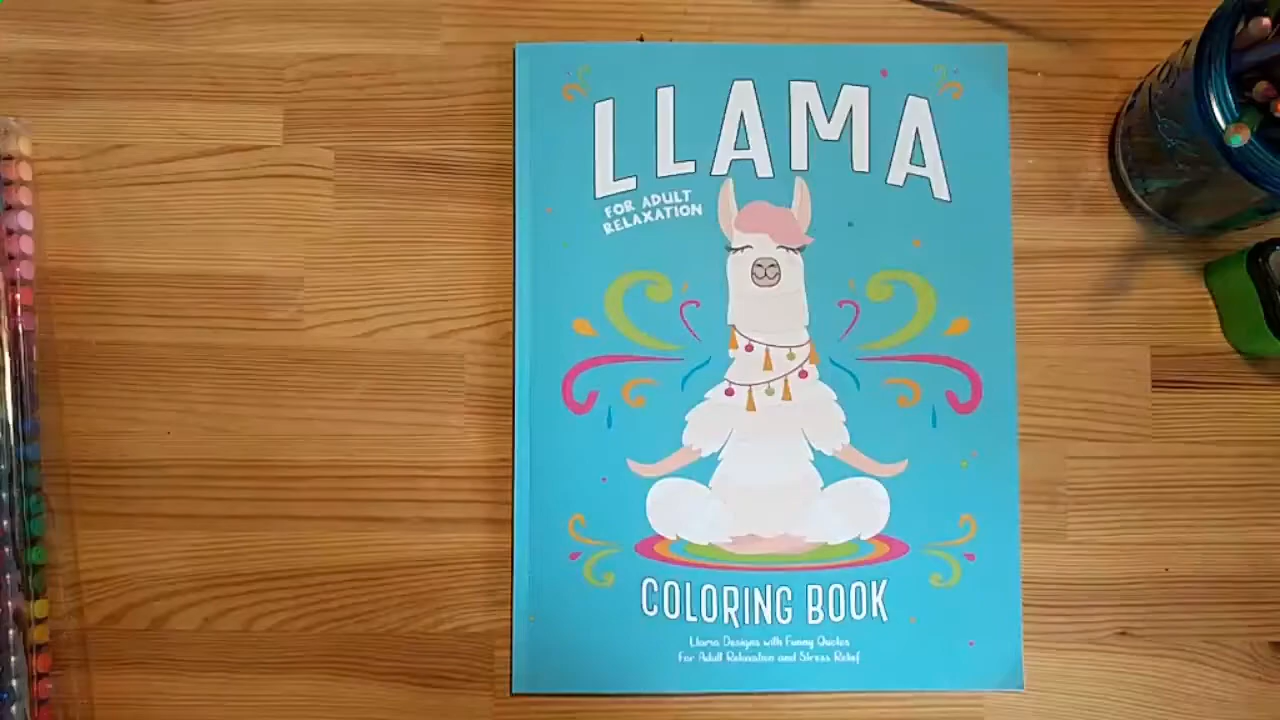 LLAMA
FOR ADULT
RELAXATION
COLORING BOOK
Llama Designs with Funny Quotes
For Adult Relaxation and Stress Relief